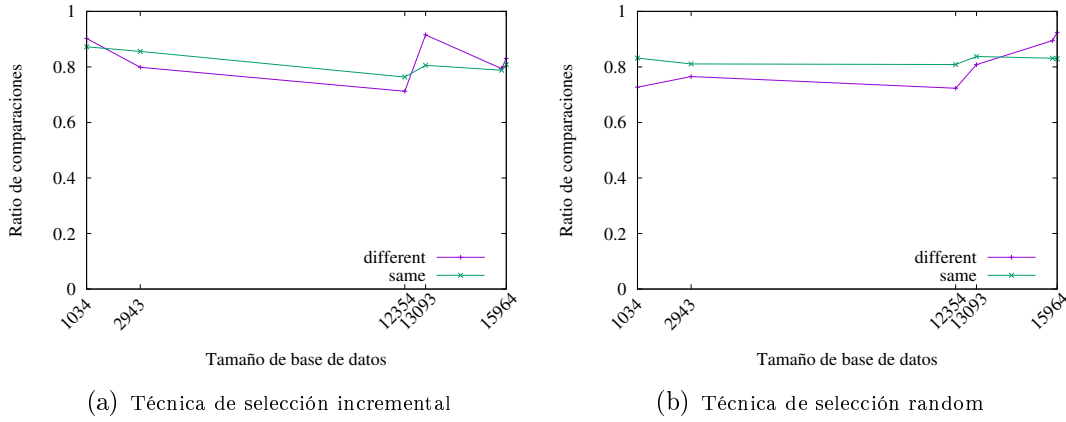 1
0.8
0.6
0.4
0.2
0
Ratio de comparaciones
different
same
1034
2943
12354
13093
15964
Tamaño de base de datos
(a) Técnica de selección incremental
1
0.8
0.6
0.4
0.2
0
Ratio de comparaciones
different
same
1034
2943
12354
13093
15964
Tamaño de base de datos
(b) Técnica de selección random